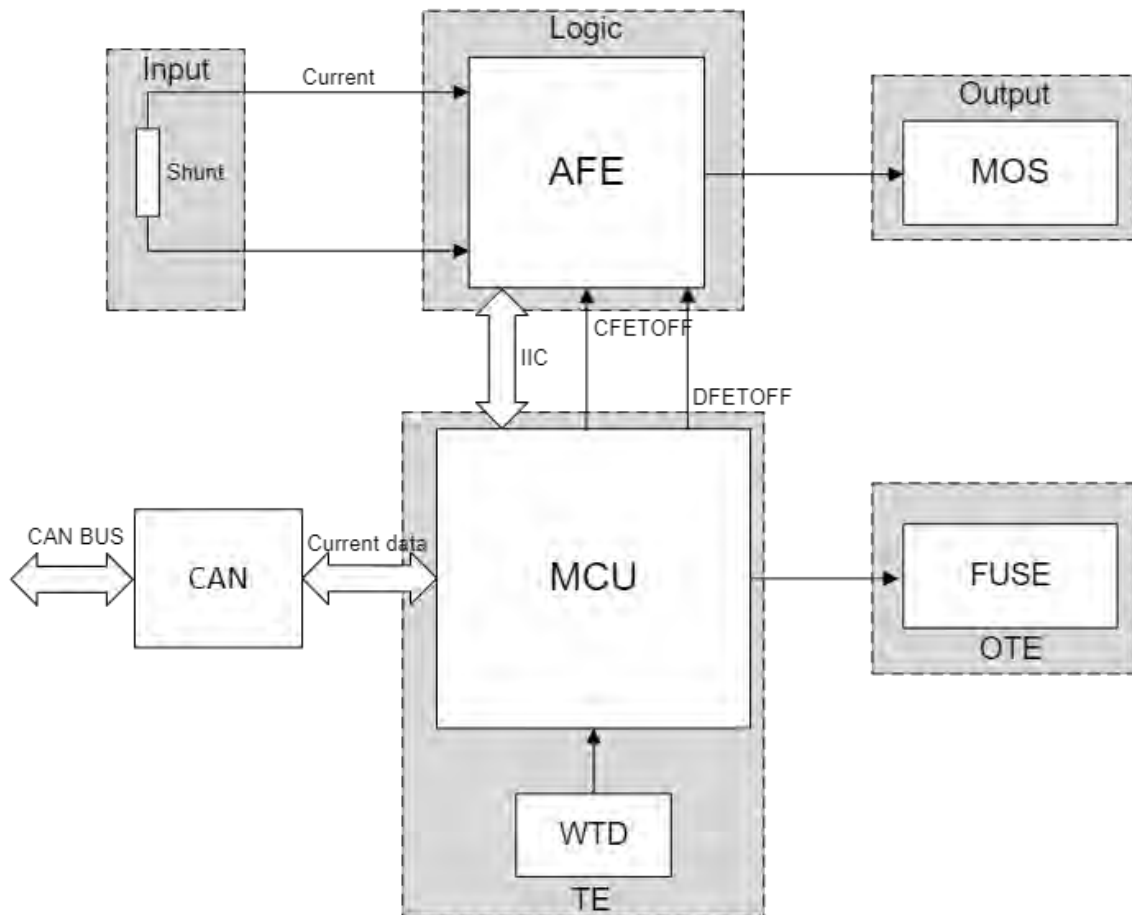 Logic
Input
Current
Shunt
AFE
Output
MOS
IIC
CFETOFF
DFETOFF
CAN BUS
CAN
Current data
MCU
FUSE
OTE
WTD
TE